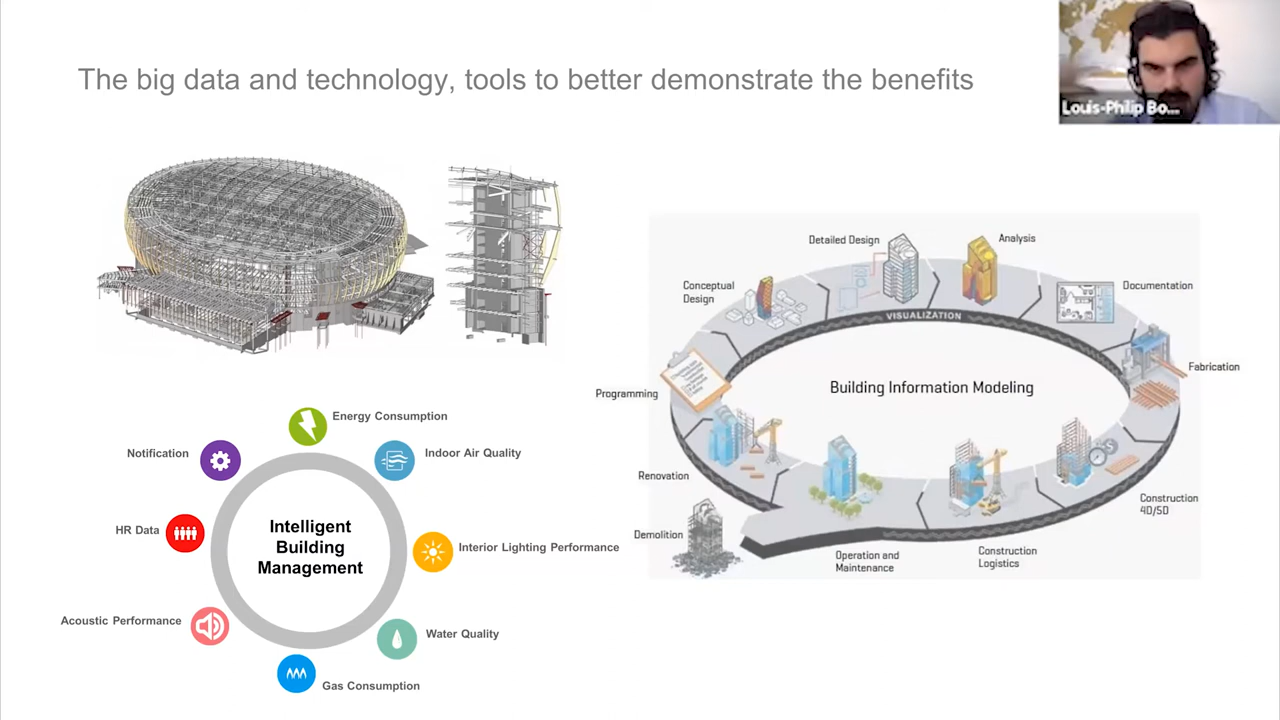 The big data and technology, tools to better demonstrate the benefits
Louis-Philip Bo...
Detailed Design
Analysis
Conceptual
Design
Documentation
VISUALIZATION
Fabrication
Building Information Modeling
Programming
Renovation
Construction
4D/5D
Demolition
Operation and
Maintenance
Construction
Logistics
Energy Consumption
Notification
Indoor Air Quality
HR Data
Intelligent
Building
Management
Interior Lighting Performance
Acoustic Performance
Water Quality
Gas Consumption